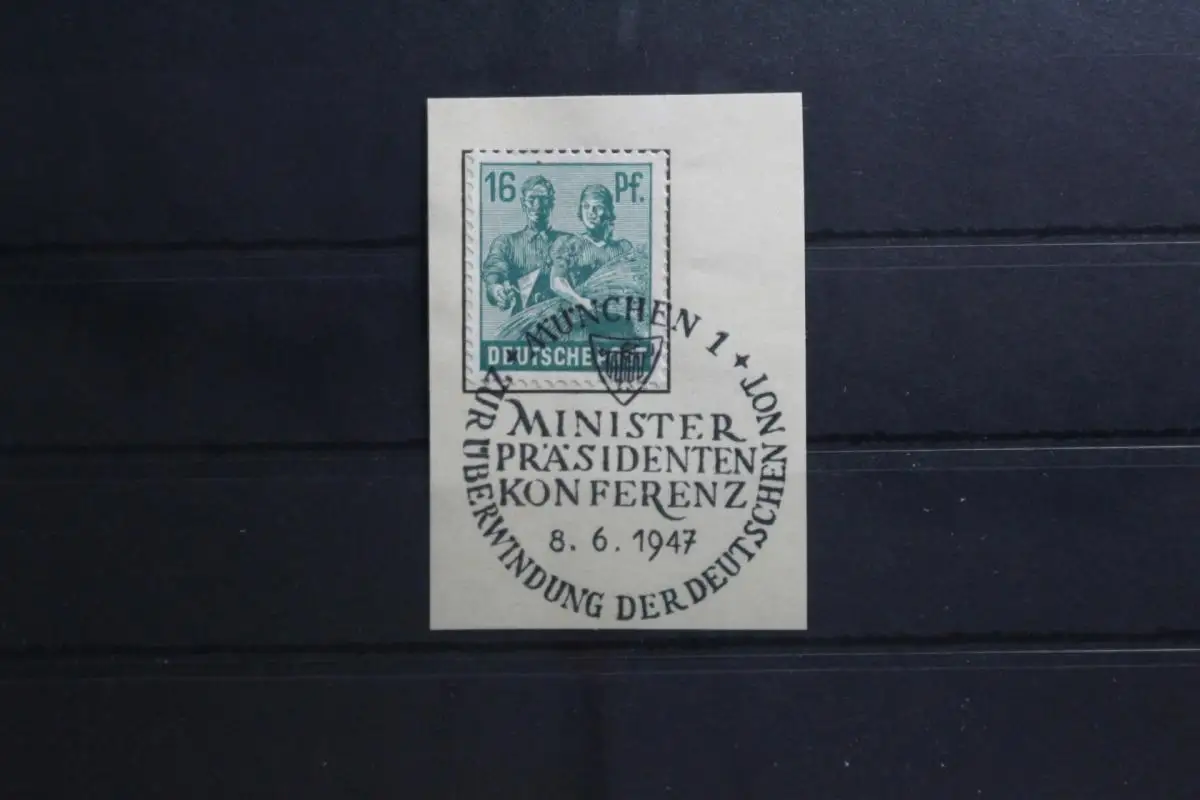 16 Pf.
DEUTSCHE
MÜNCHEN 1
MINISTER
PRÄSIDENTEN
KONFERENZ
8. 6. 1947
ZUR ÜBERWINDUNG DER DEUTSCHEN NOT